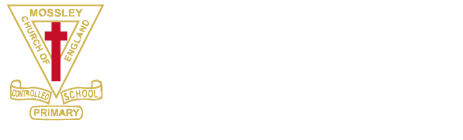 MOSSLEY
CHURCH OF
ENGLAND
CONTROLLED SCHOOL
PRIMARY